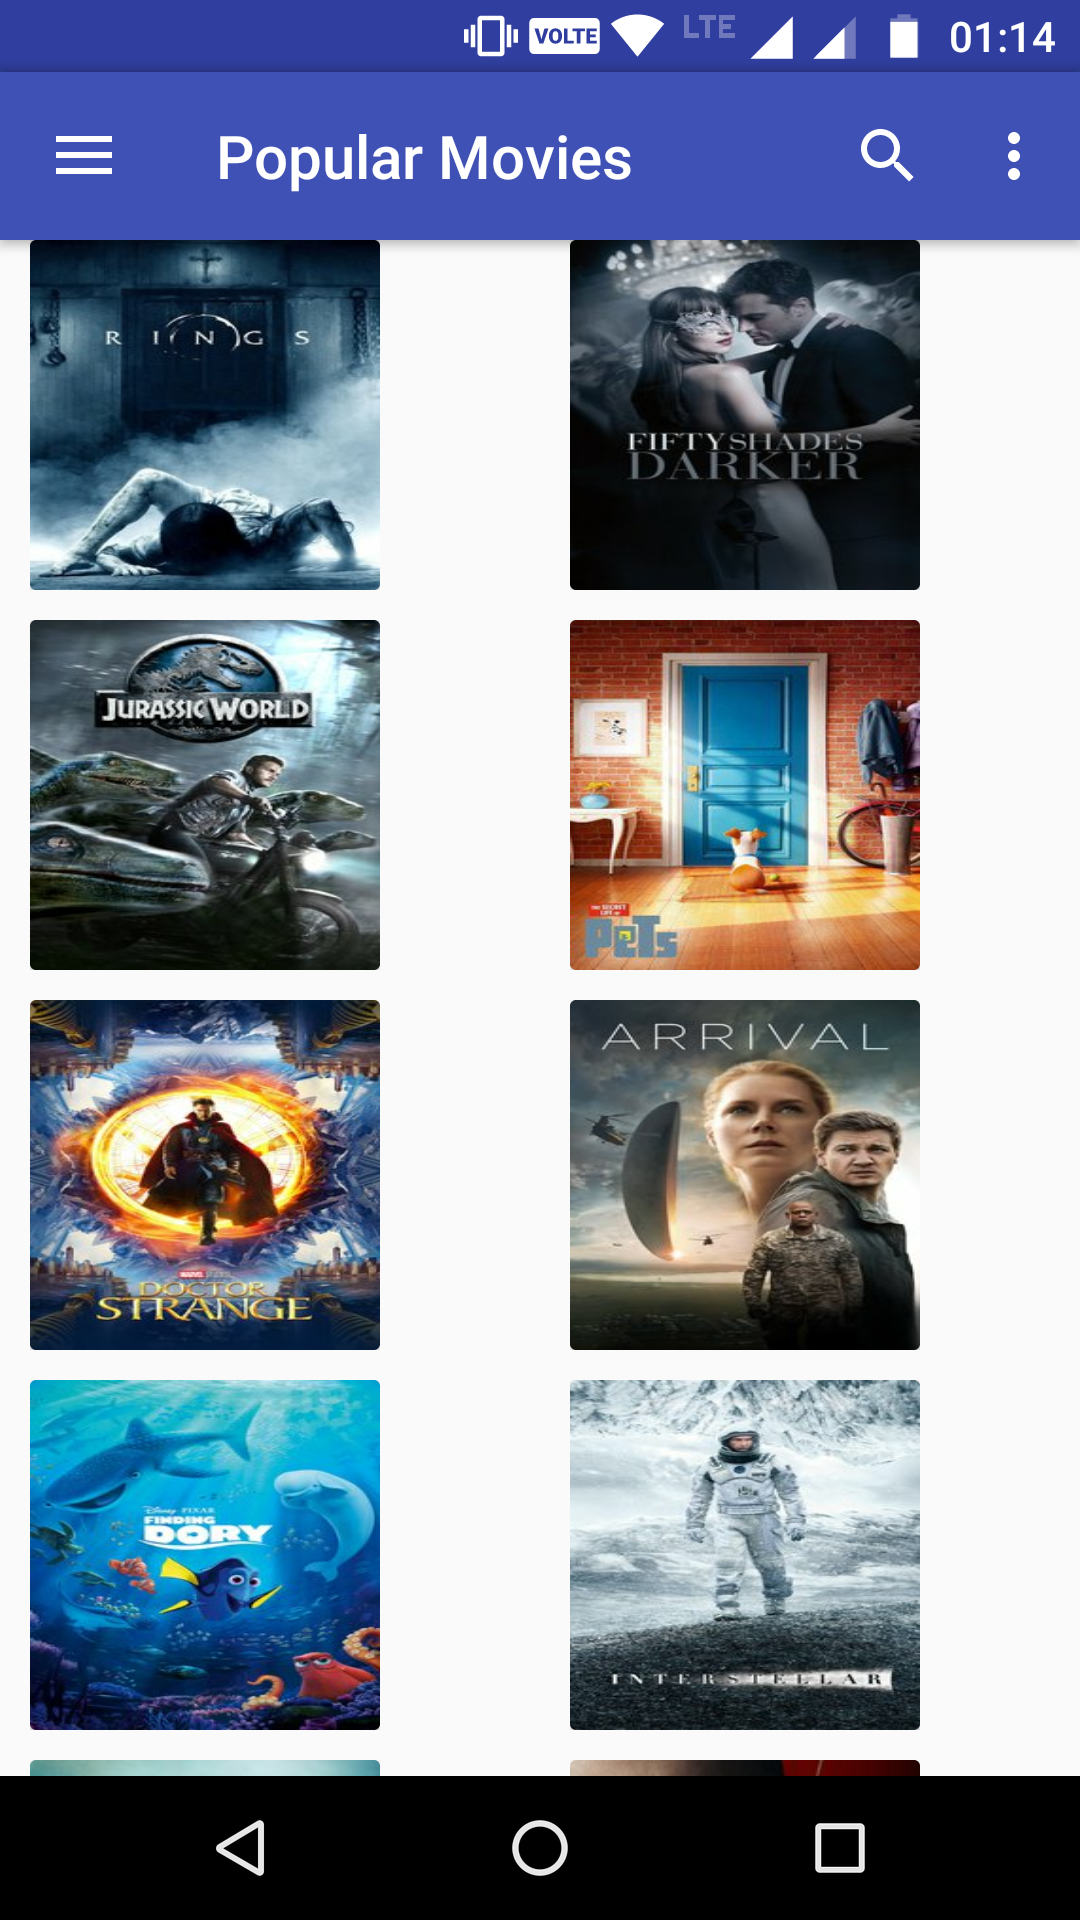 VOLTE LTE 01:14
Popular Movies
RINGS
FIFTY SHADES
DARKER
JURASSIC WORLD
THE SECRET
LIFE OF
PETS
MARVEL
DOCTOR
STRANGE
ARRIVAL
Disney PIXAR
FINDING
DORY
INTERSTELLAR